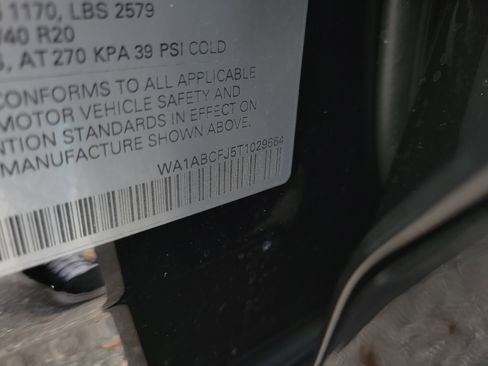 1170, LBS 2579
/40 R20
, AT 270 KPA 39 PSI COLD
CONFORMS TO ALL APPLICABLE
MOTOR VEHICLE SAFETY AND
NTION STANDARDS IN EFFECT ON
MANUFACTURE SHOWN ABOVE.
WA1ABCFJ5T1029664